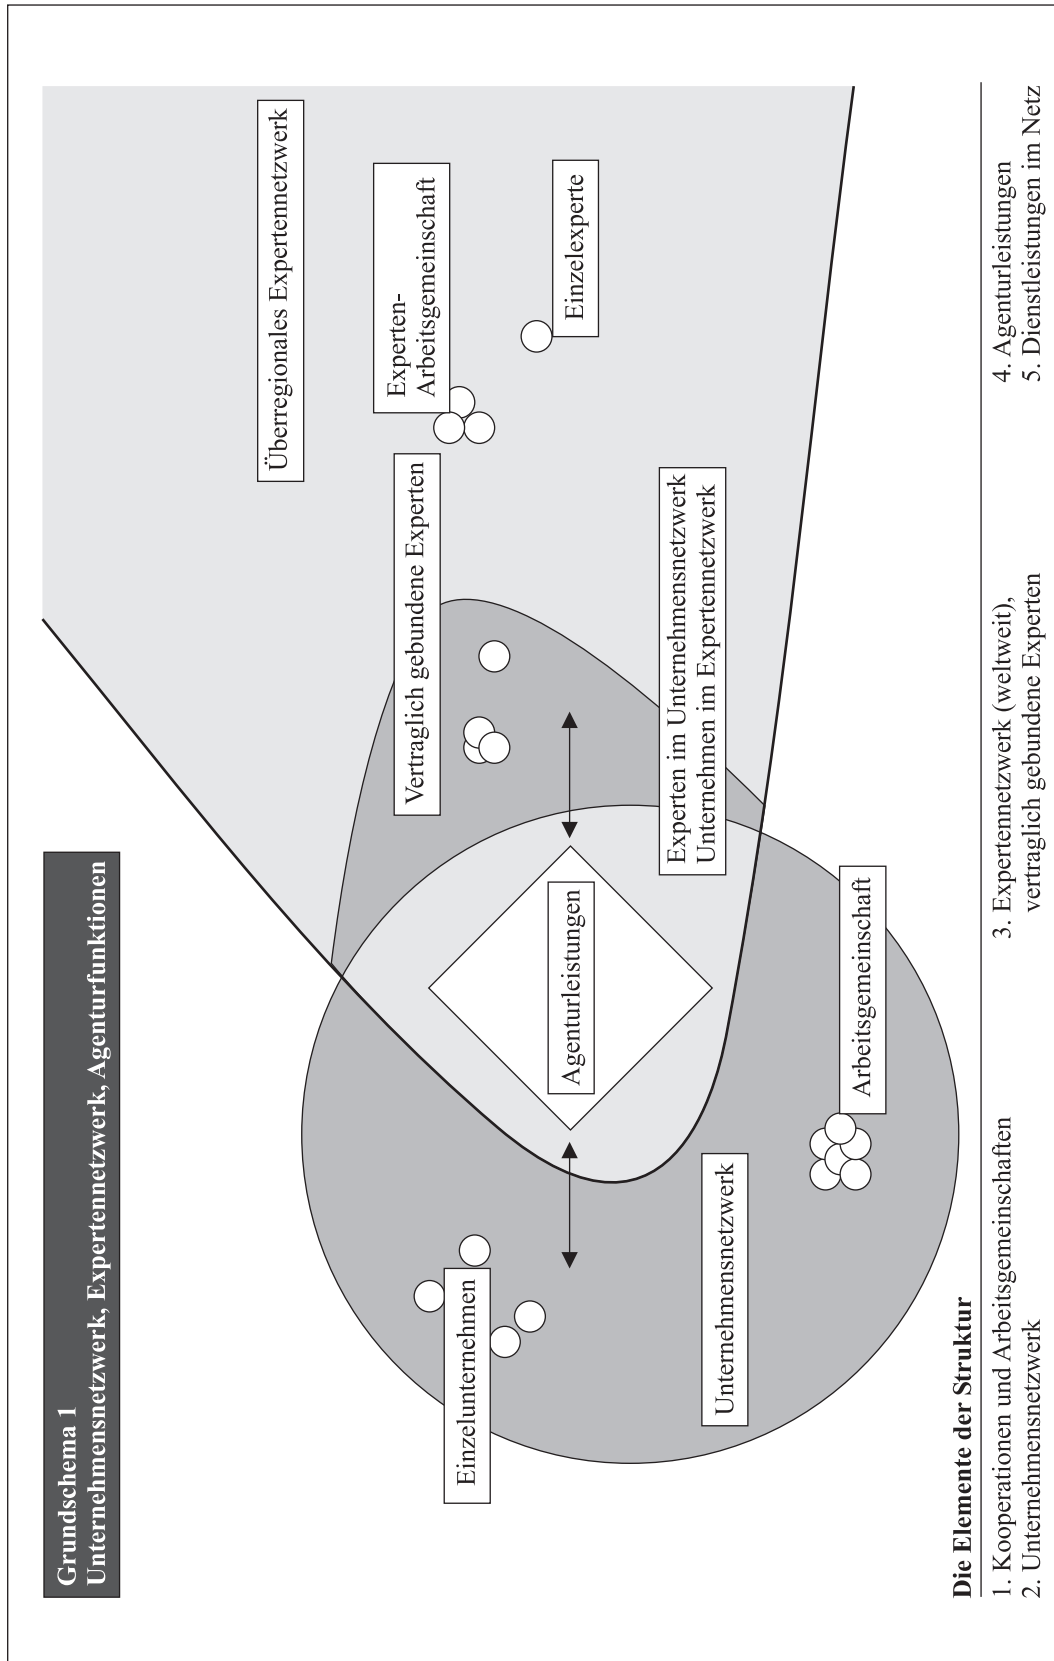 Grundschema 1
Unternehmensnetzwerk, Expertennetzwerk, Agenturfunktionen
Überregionales Expertennetzwerk
Experten-
Arbeitsgemeinschaft
Vertraglich gebundene Experten
Einzelunternehmen
Einzelexperte
Agenturleistungen
Experten im Unternehmensnetzwerk
Unternehmen im Expertennetzwerk
Unternehmensnetzwerk
Arbeitsgemeinschaft
Die Elemente der Struktur
1. Kooperationen und Arbeitsgemeinschaften
2. Unternehmensnetzwerk
3. Expertennetzwerk (weltweit),
vertraglich gebundene Experten
4. Agenturleistungen
5. Dienstleistungen im Netz